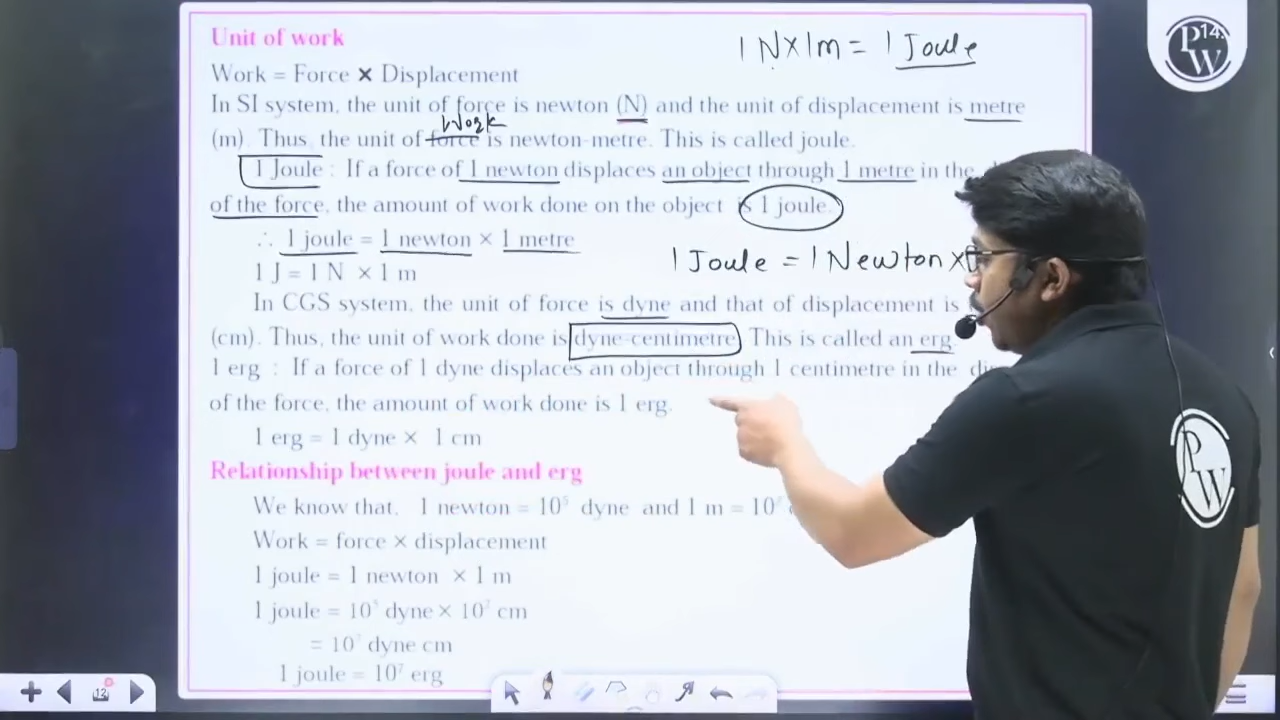 Unit of work
1 N x 1m = 1 Joule
P 14.
W
Work = Force × Displacement
In SI system, the unit of force is newton (N) and the unit of displacement is metre
Work
(m). Thus, the unit of force is newton-metre. This is called joule.
1 Joule : If a force of 1 newton displaces an object through 1 metre in the
of the force, the amount of work done on the object is 1 joule.
∴ 1 joule = 1 newton × 1 metre
1 Joule = 1 Newton x
1 J = 1 N × 1 m
In CGS system, the unit of force is dyne and that of displacement is
(cm). Thus, the unit of work done is dyne-centimetre This is called an erg
1 erg : If a force of 1 dyne displaces an object through 1 centimetre in the
of the force, the amount of work done is 1 erg.
1 erg = 1 dyne × 1 cm
P
W
Relationship between joule and erg
We know that, 1 newton = 10⁵ dyne and 1 m = 10²
Work = force × displacement
1 joule = 1 newton × 1 m
1 joule = 10⁵ dyne × 10² cm
= 10⁷ dyne cm
1 joule = 10⁷ erg
12